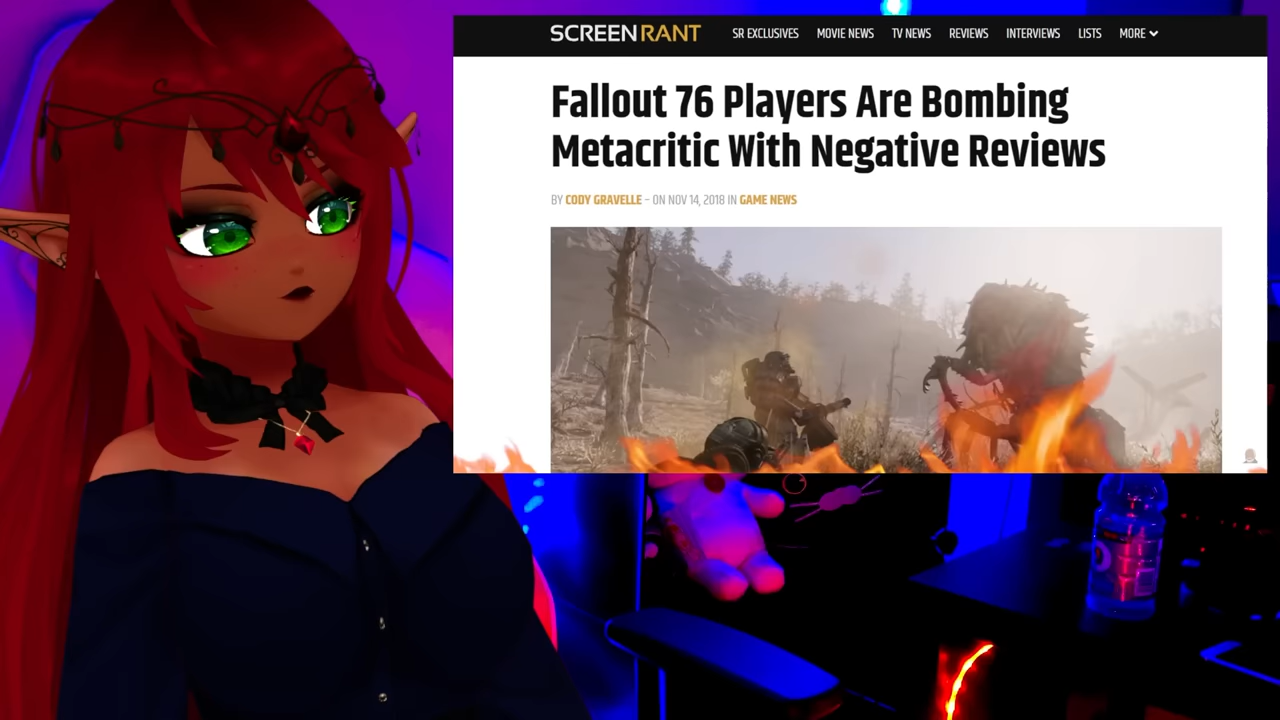 SCREENRANT SR EXCLUSIVES MOVIE NEWS TV NEWS REVIEWS INTERVIEWS LISTS MORE
Fallout 76 Players Are Bombing
Metacritic With Negative Reviews
BY CODY GRAVELLE – ON NOV 14, 2018 IN GAME NEWS